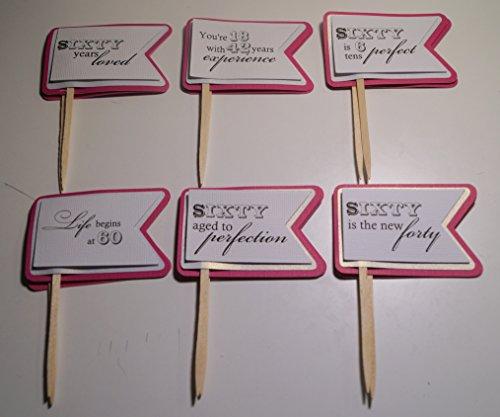 SIXTY
years
loved
You're 18
with 42 years
experience
SIXTY
is 6 perfect
tens
Life begins
at 60
SIXTY
aged to
perfection
SIXTY
is the new
forty